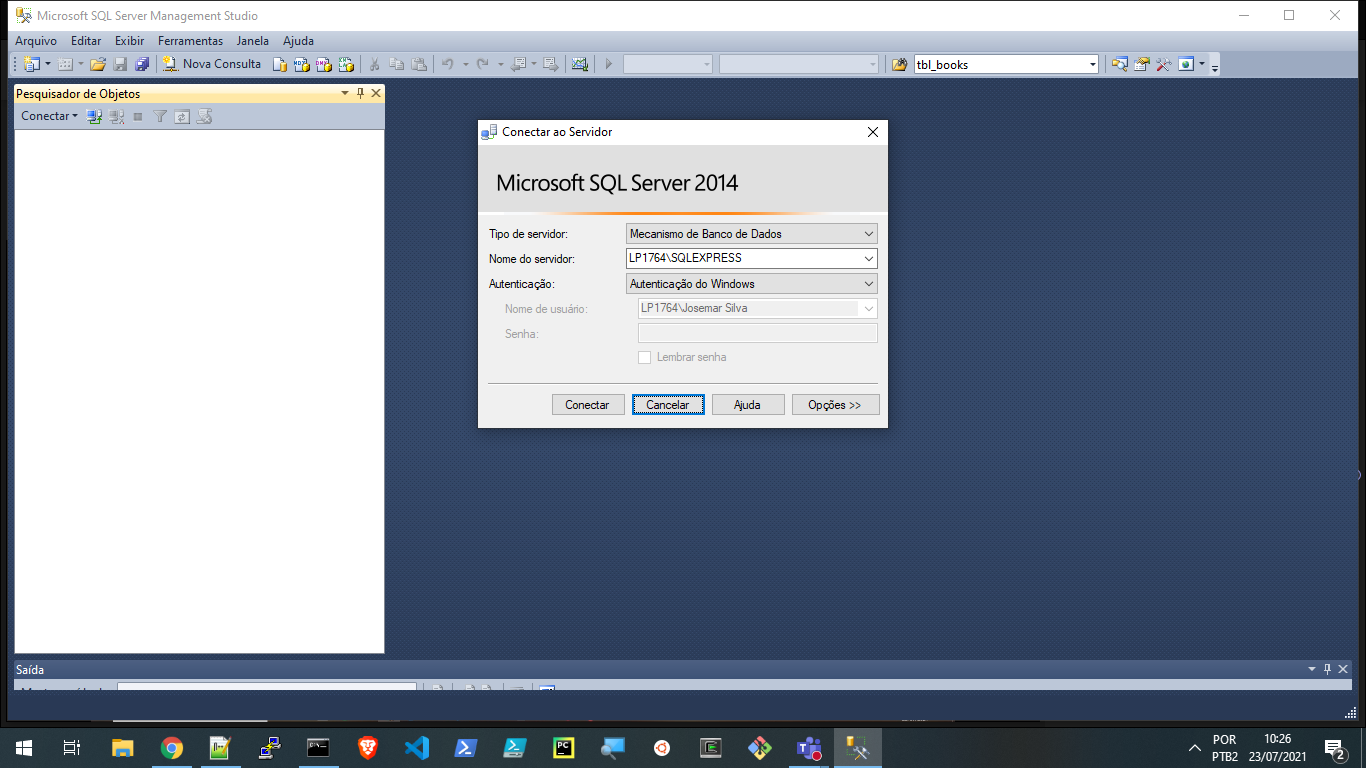 Microsoft SQL Server Management Studio
Arquivo Editar Exibir Ferramentas Janela Ajuda
Nova Consulta
tbl_books
Pesquisador de Objetos
Conectar
Conectar ao Servidor
Microsoft SQL Server 2014
Tipo de servidor: Mecanismo de Banco de Dados
Nome do servidor: LP1764\SQLEXPRESS
Autenticação: Autenticação do Windows
Nome de usuário: LP1764\Josemar Silva
Senha:
Lembrar senha
Conectar Cancelar Ajuda Opções >>
Saída
POR
PTB2
10:26
23/07/2021
2